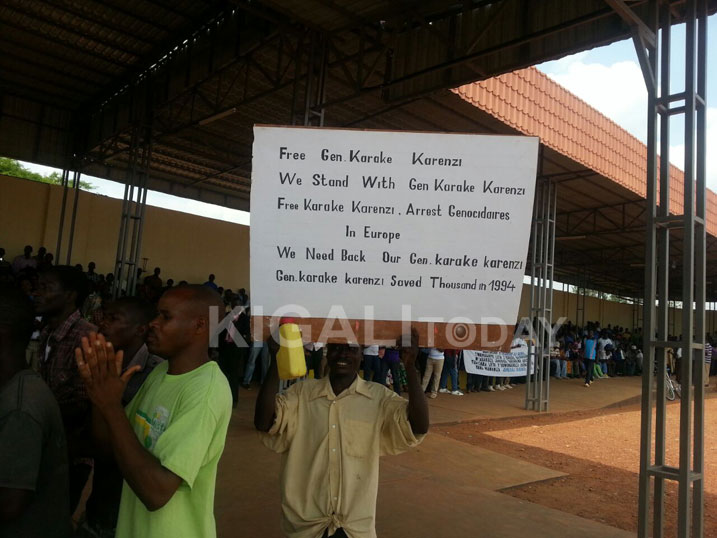 Free Gen.Karake Karenzi
We Stand With Gen Karake Karenzi
Free Karake Karenzi. Arrest Genocidaires
In Europe
We Need Back Our Gen.karake karenzi
Gen.karake karenzi Saved Thousand in 1994
KIGALI TODAY